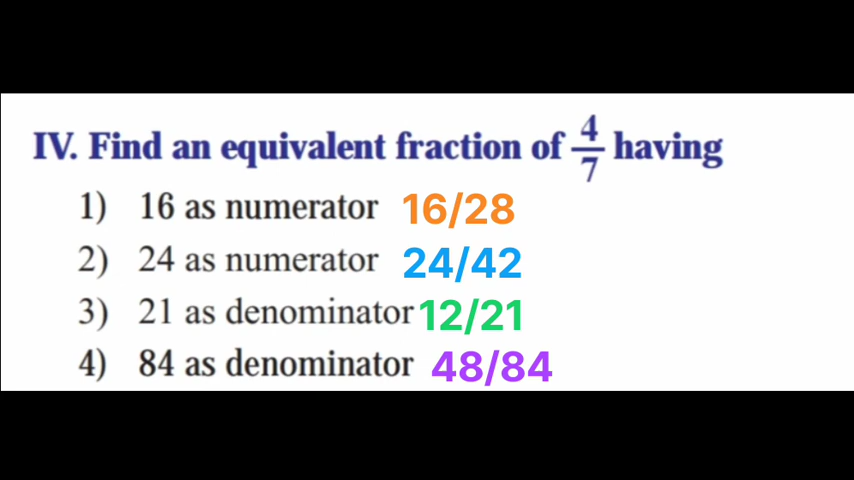 IV. Find an equivalent fraction of 4/7 having
1) 16 as numerator 16/28
2) 24 as numerator 24/42
3) 21 as denominator 12/21
4) 84 as denominator 48/84